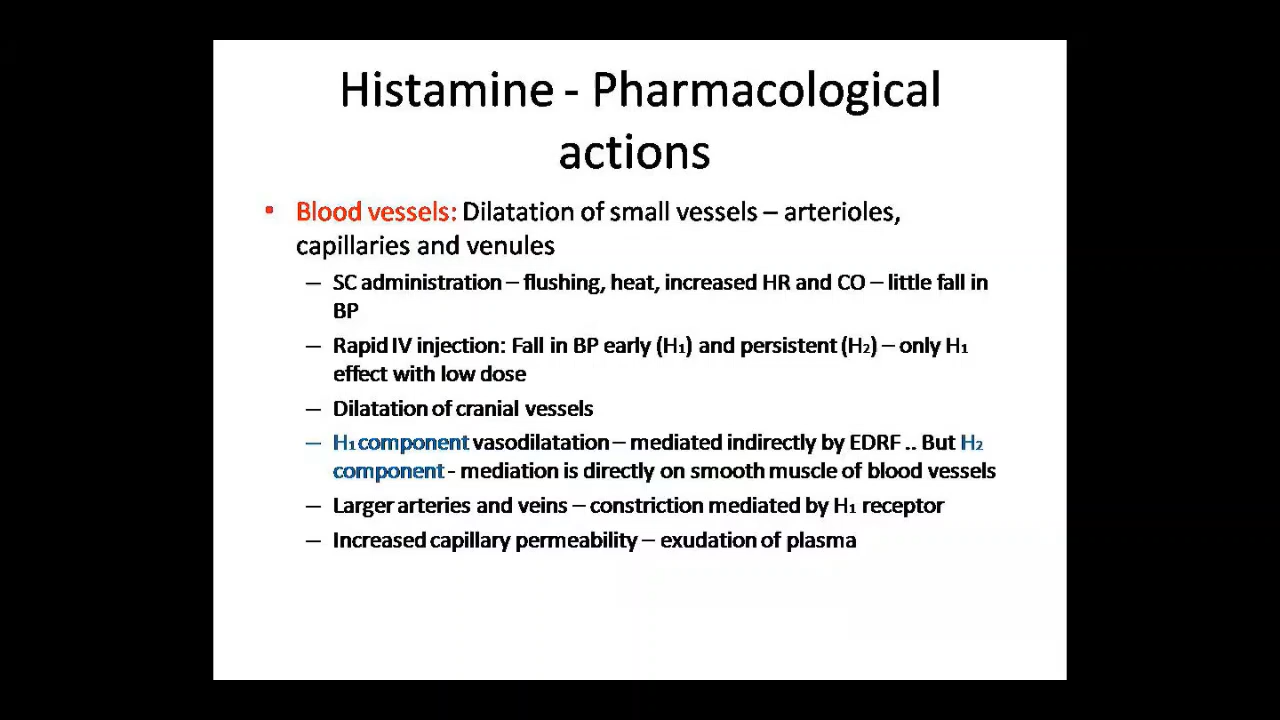 Histamine - Pharmacological
actions
• Blood vessels: Dilatation of small vessels – arterioles,
capillaries and venules
– SC administration – flushing, heat, increased HR and CO – little fall in
BP
– Rapid IV injection: Fall in BP early (H1) and persistent (H2) – only H1
effect with low dose
– Dilatation of cranial vessels
– H1 component vasodilatation – mediated indirectly by EDRF .. But H2
component - mediation is directly on smooth muscle of blood vessels
– Larger arteries and veins – constriction mediated by H1 receptor
– Increased capillary permeability – exudation of plasma